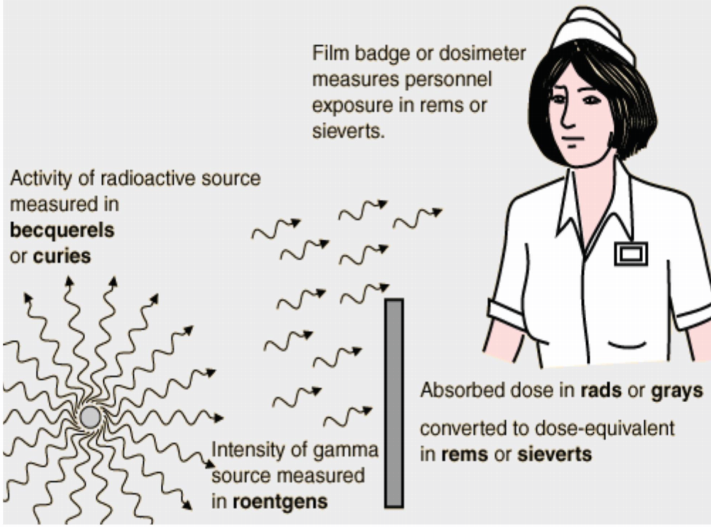 Film badge or dosimeter
measures personnel
exposure in rems or
sieverts.
Activity of radioactive source
measured in
becquerels
or curies
Intensity of gamma
source measured
in roentgens
Absorbed dose in rads or grays
converted to dose-equivalent
in rems or sieverts